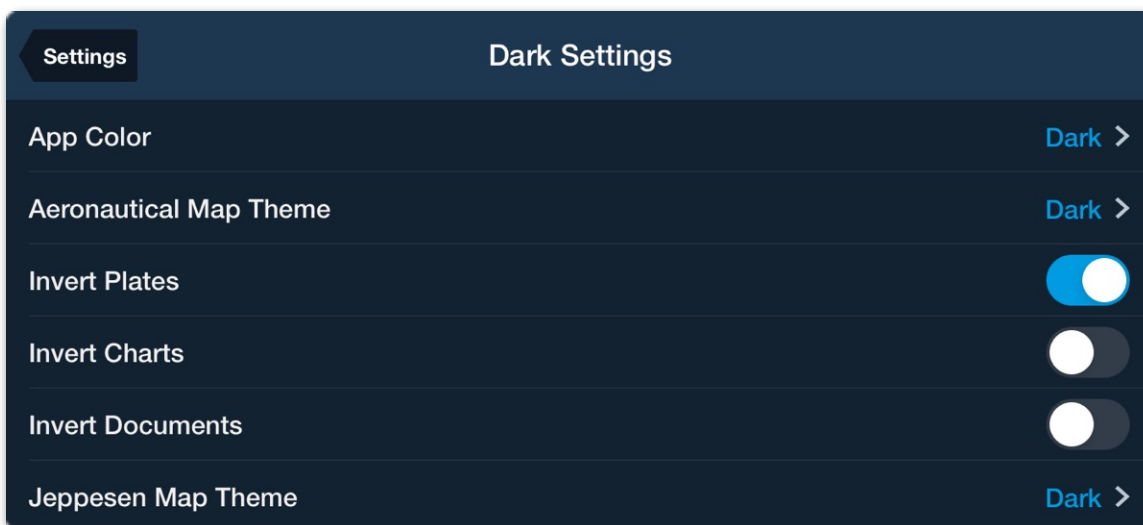 Settings
Dark Settings
App Color Dark
Aeronautical Map Theme Dark
Invert Plates
Invert Charts
Invert Documents
Jeppesen Map Theme Dark